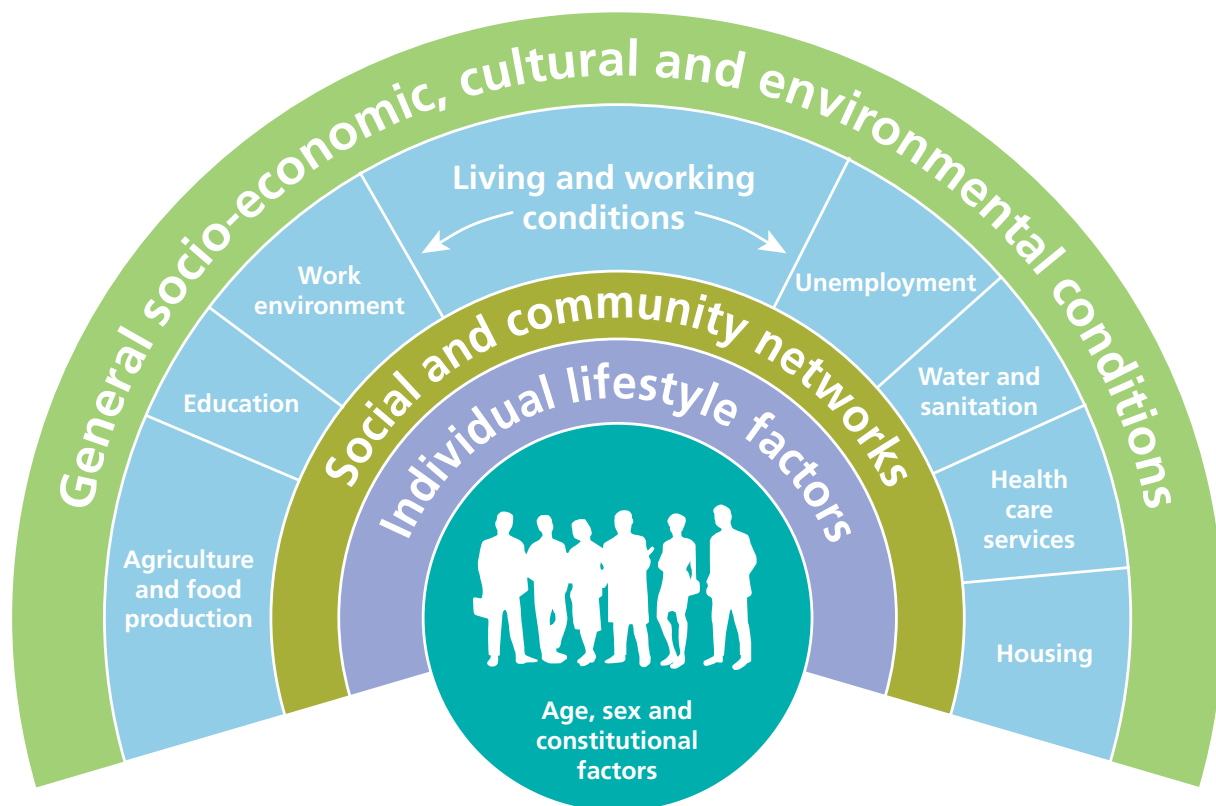 General socio-economic, cultural and environmental conditions
Living and working
conditions
Work
environment
Unemployment
Education
Water and
sanitation
Agriculture
and food
production
Health
care
services
Housing
Social and community networks
Individual lifestyle factors
Age, sex and
constitutional
factors